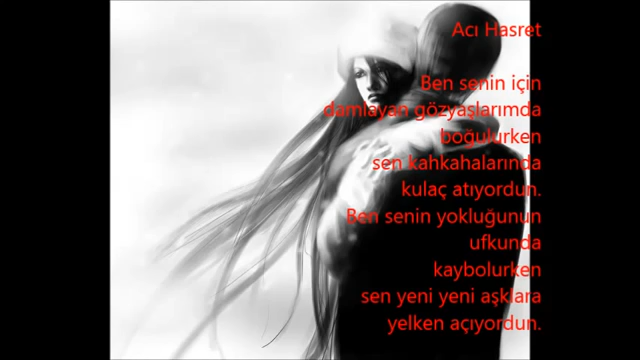 Acı Hasret
Ben senin için
damlayan gözyaşlarımda
boğulurken
sen kahkahalarında
kulaç atıyordun.
Ben senin yokluğunun
ufkunda
kaybolurken
sen yeni yeni aşklara
yelken açıyordun.